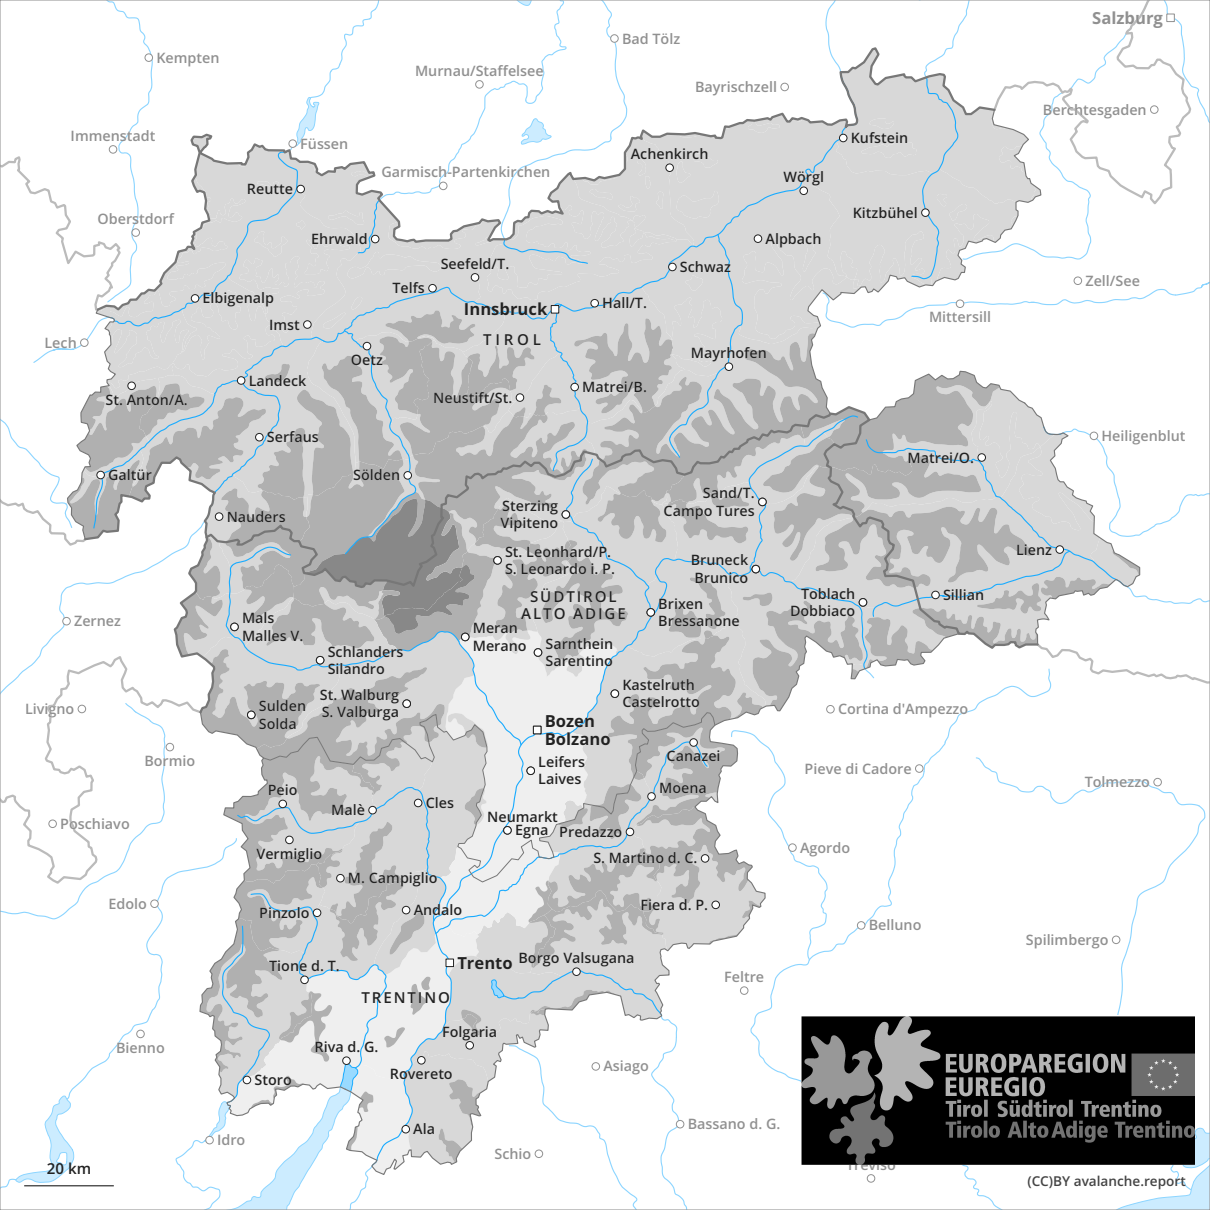 Salzburg
Bad Tölz
Kempten
Murnau/Staffelsee
Bayrischzell
Berchtesgaden
Immenstadt
Füssen
Kufstein
Achenkirch
Garmisch-Partenkirchen
Wörgl
Reutte
Oberstdorf
Kitzbühel
Ehrwald
Alpbach
Seefeld/T.
Schwaz
Zell/See
Telfs
Elbigenalp
Innsbruck
Hall/T.
Mittersill
Imst
TIROL
Lech
Oetz
Mayrhofen
Landeck
Matrei/B.
St. Anton/A.
Neustift/St.
Serfaus
Heiligenblut
Matrei/O.
Galtür
Sölden
Sand/T.
Campo Tures
Sterzing
Vipiteno
Nauders
St. Leonhard/P.
S. Leonardo i. P.
Lienz
Bruneck
Brunico
SÜDTIROL
ALTO ADIGE
Toblach
Dobbiaco
Sillian
Brixen
Bressanone
Zernez
Mals
Malles V.
Meran
Merano
Sarnthein
Sarentino
Schlanders
Silandro
Kastelruth
Castelrotto
St. Walburg
S. Valburga
Livigno
Sulden
Solda
Cortina d'Ampezzo
Bozen
Bolzano
Canazei
Bormio
Leifers
Laives
Pieve di Cadore
Tolmezzo
Peio
Moena
Malè
Cles
Neumarkt
Egna
Predazzo
Poschiavo
Vermiglio
Agordo
S. Martino d. C.
M. Campiglio
Edolo
Pinzolo
Andalo
Fiera d. P.
Belluno
Spilimbergo
Trento
Borgo Valsugana
Tione d. T.
Feltre
TRENTINO
Folgaria
Bienno
Riva d. G.
Asiago
Rovereto
Storo
EUROPAREGION
EUREGIO
Tirol Südtirol Trentino
Tirolo Alto Adige Trentino
Ala
Bassano d. G.
Idro
Schio
Treviso
20 km
(CC)BY avalanche.report